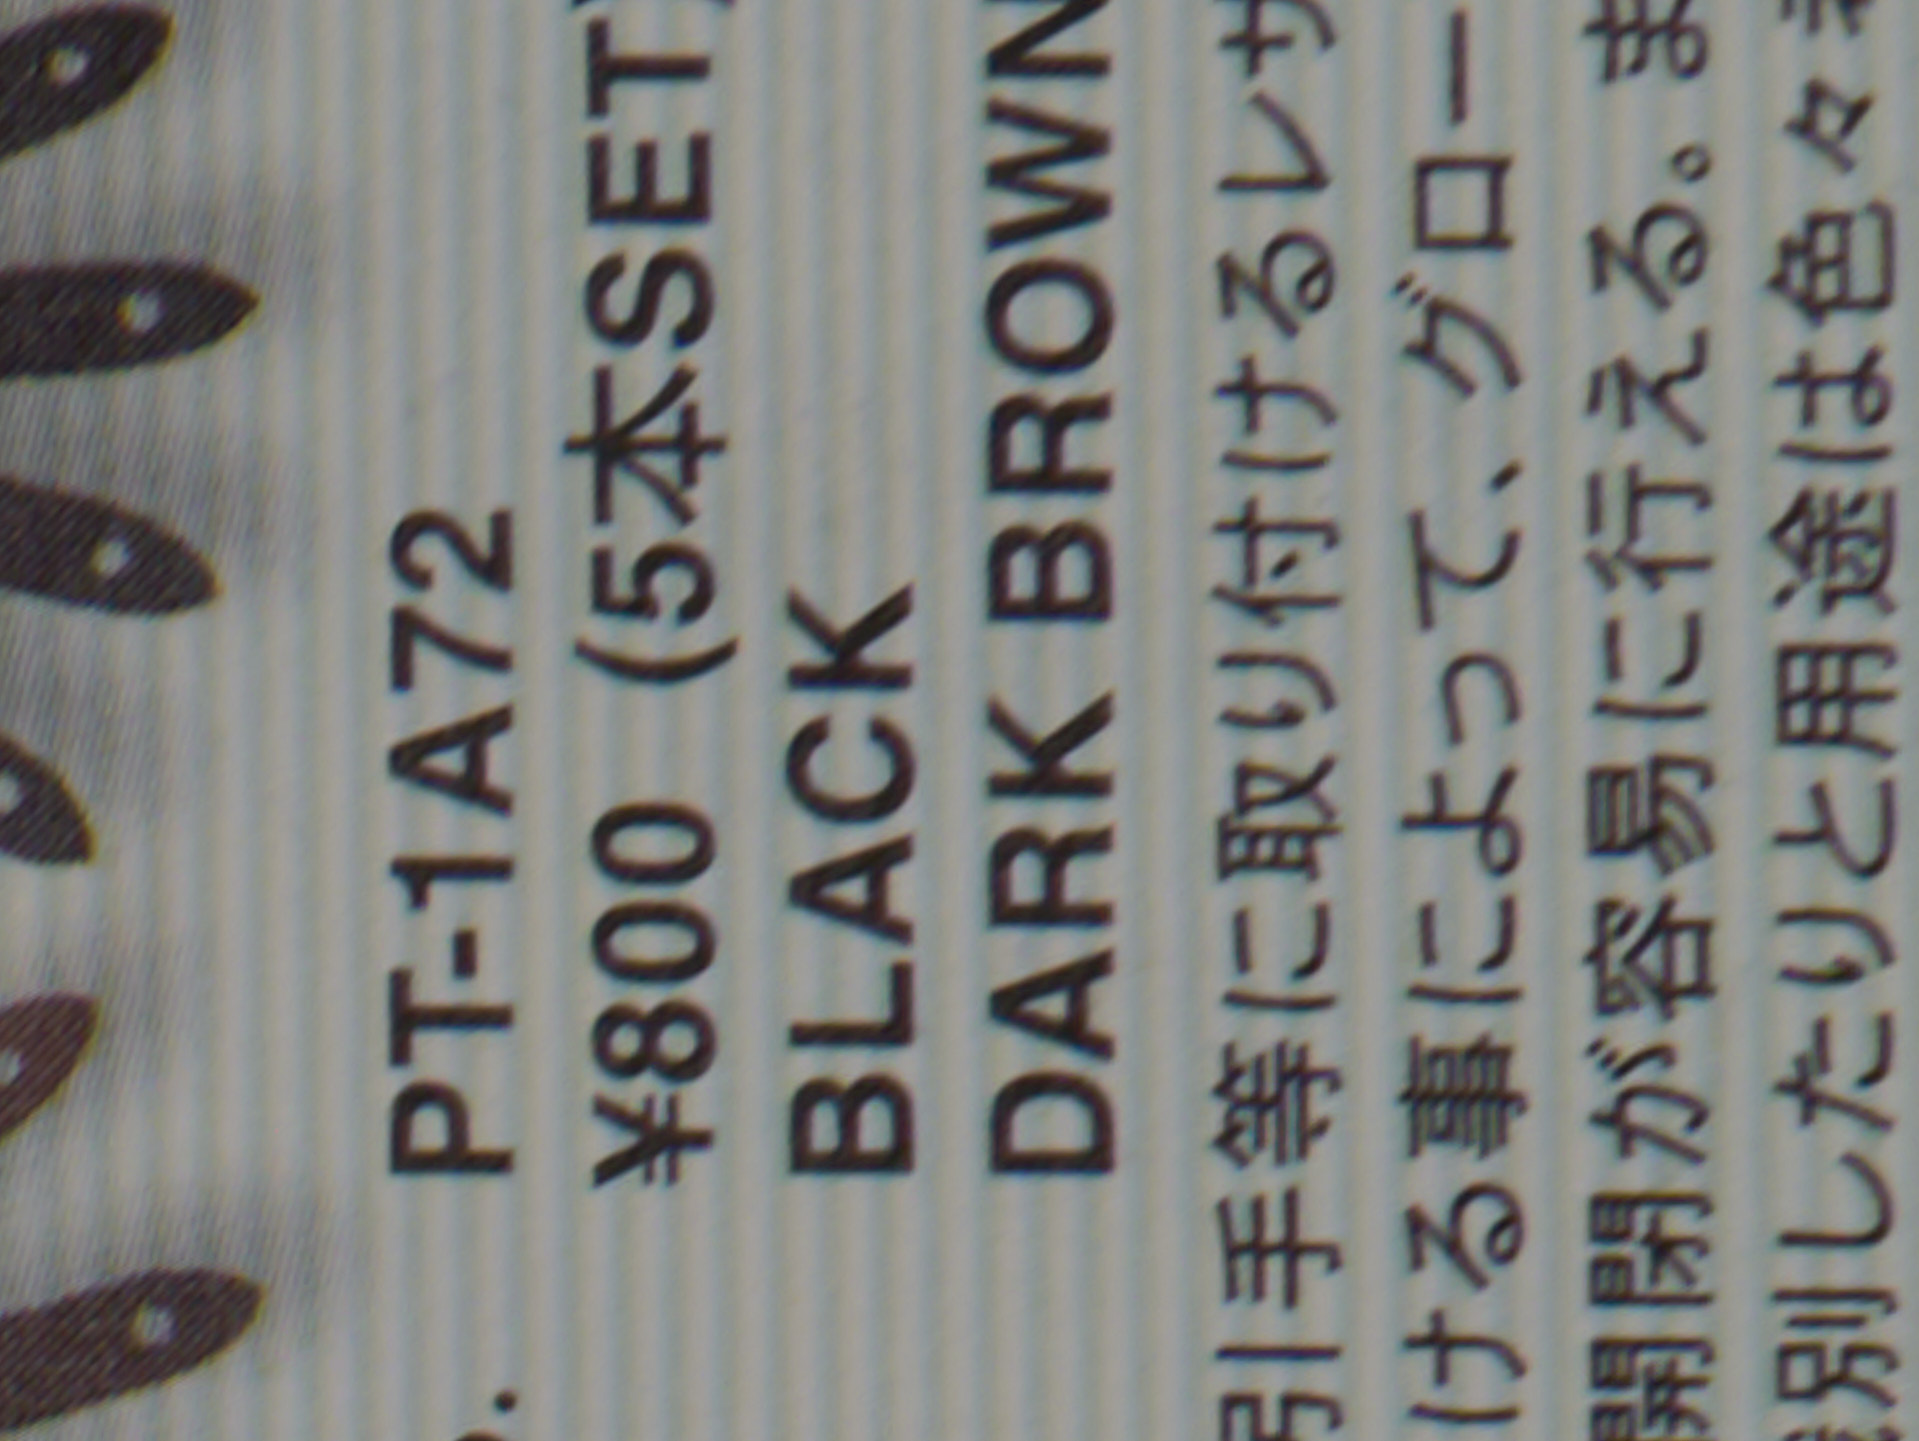 PT-1A72
¥800 (5本SET)
BLACK
DARK BROWN
引手等に取り付けるレザ
ける事によって、グロー
開閉が容易に行える。ま
別したりと用途は色々